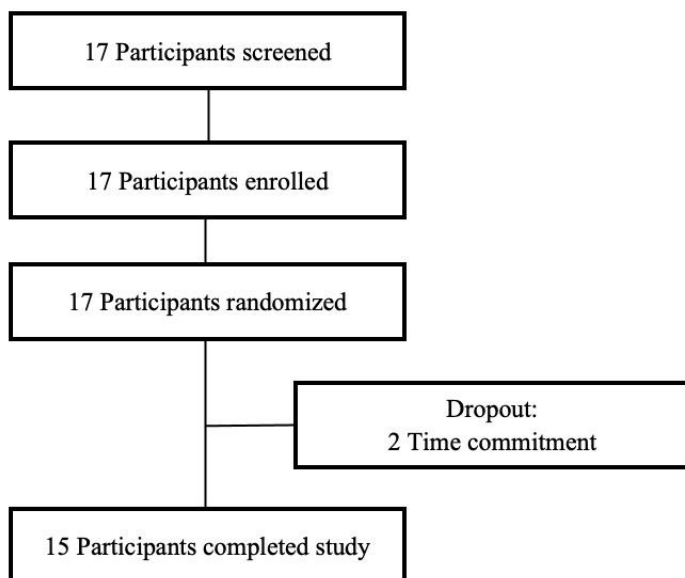 17 Participants screened
17 Participants enrolled
17 Participants randomized
Dropout:
2 Time commitment
15 Participants completed study